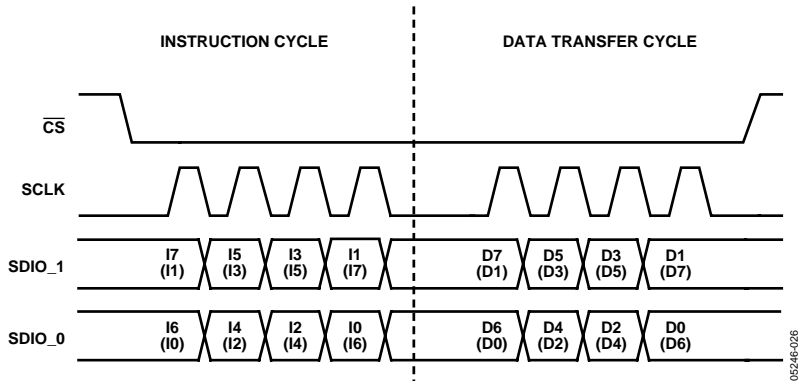 INSTRUCTION CYCLE DATA TRANSFER CYCLE
CS
SCLK
SDIO_1 I7 I5 I3 I1 D7 D5 D3 D1
(I1) (I3) (I5) (I7) (D1) (D3) (D5) (D7)
SDIO_0 I6 I4 I2 I0 D6 D4 D2 D0
(I0) (I2) (I4) (I6) (D0) (D2) (D4) (D6)
05246-026